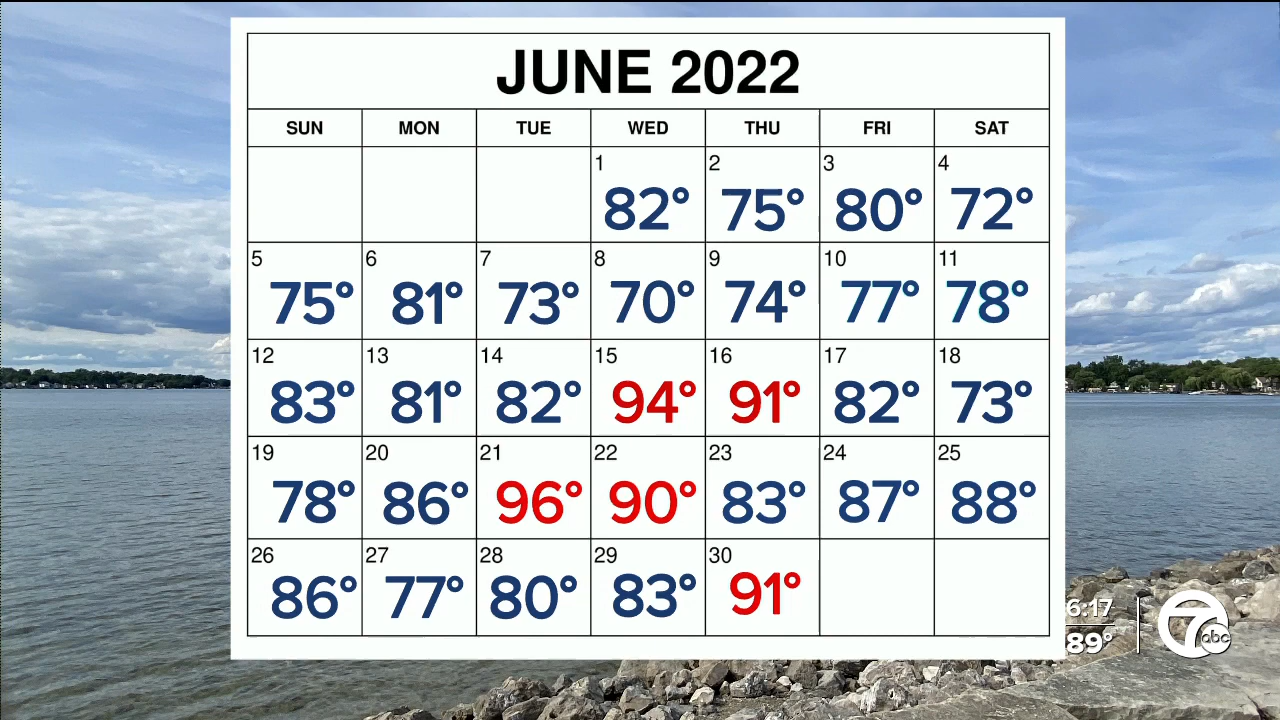 JUNE 2022
SUN MON TUE WED THU FRI SAT
1 2 3 4
82° 75° 80° 72°
5 6 7 8 9 10 11
75° 81° 73° 70° 74° 77° 78°
12 13 14 15 16 17 18
83° 81° 82° 94° 91° 82° 73°
19 20 21 22 23 24 25
78° 86° 96° 90° 83° 87° 88°
26 27 28 29 30
86° 77° 80° 83° 91°
6:17
89°
7 abc